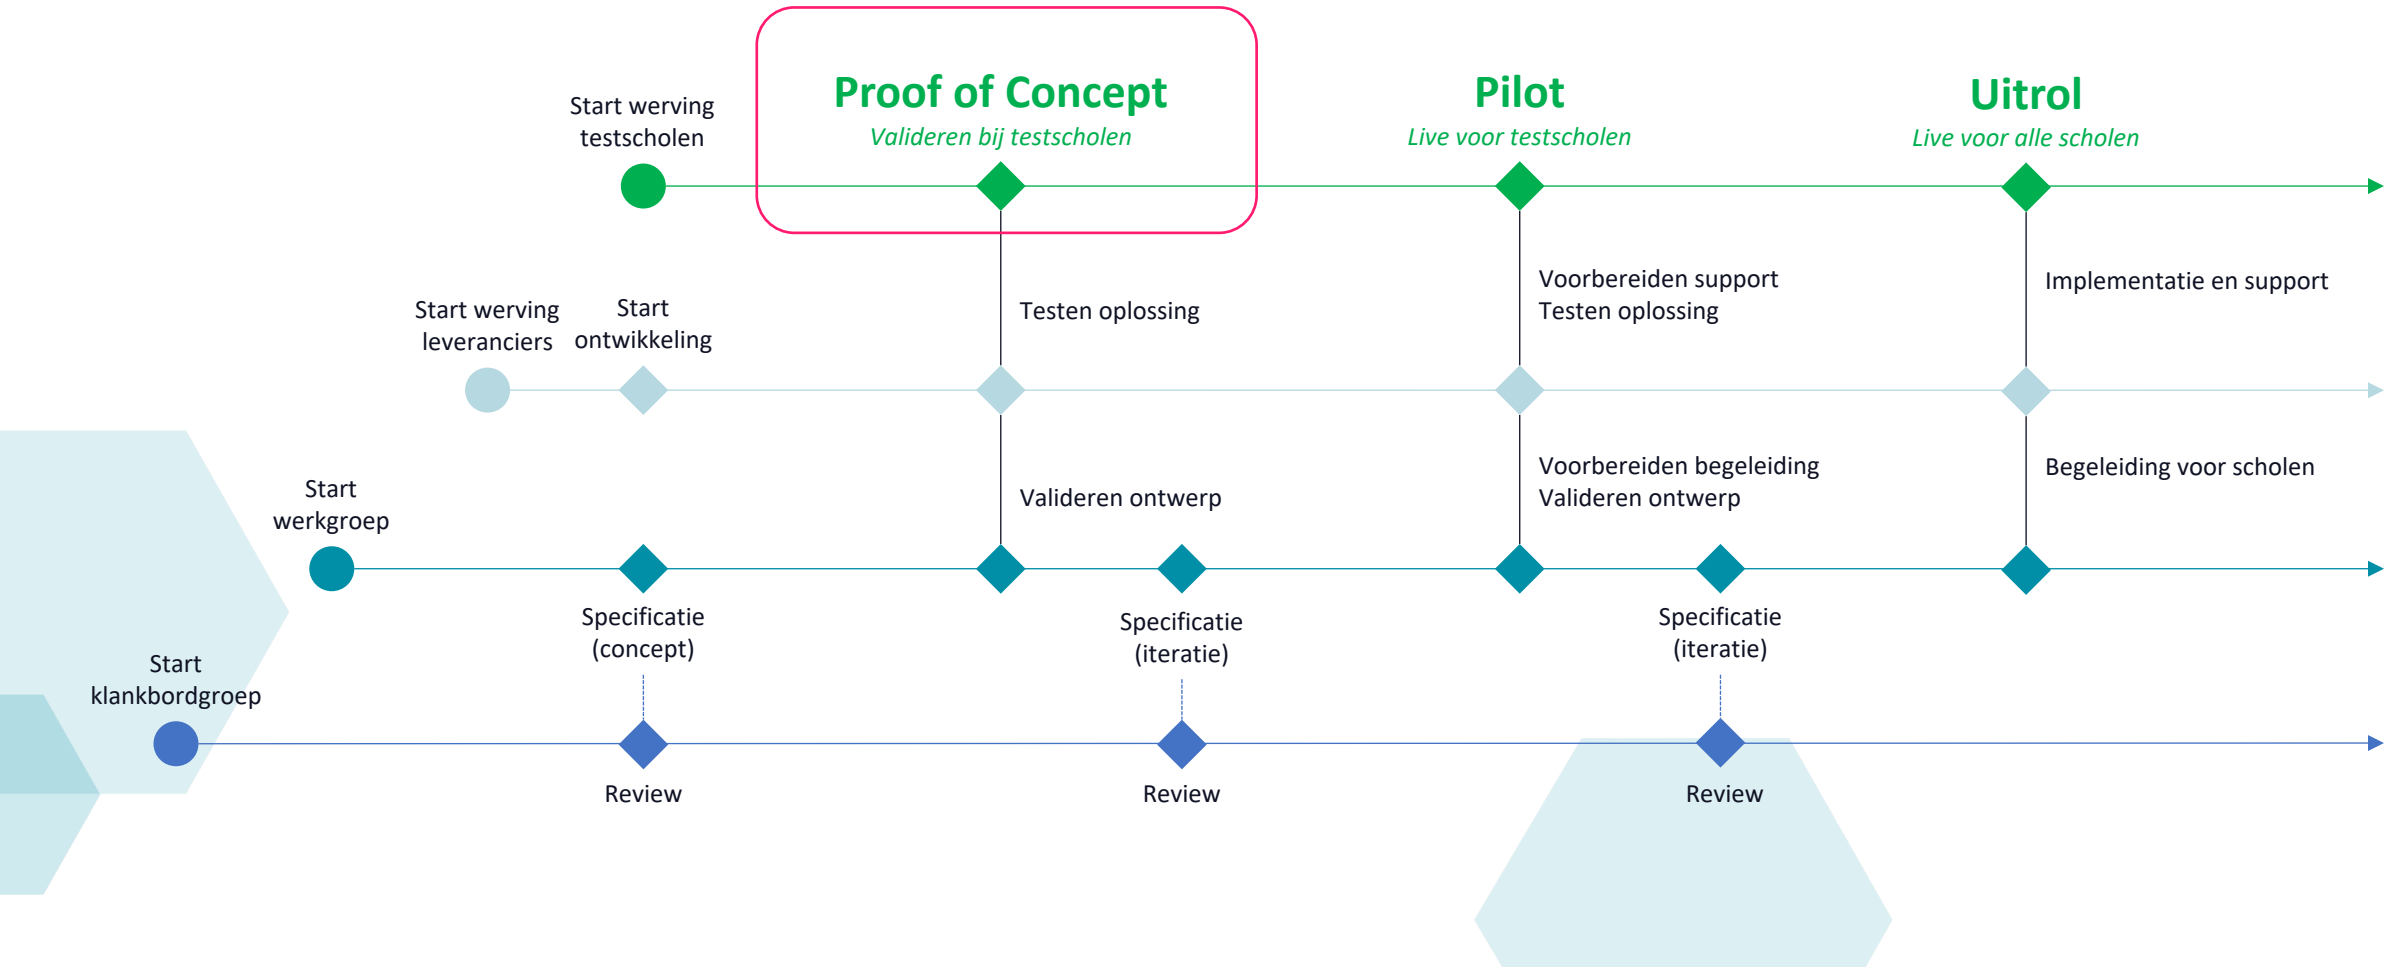 Proof of Concept
Valideren bij testscholen
Pilot
Live voor testscholen
Uitrol
Live voor alle scholen
Start werving
testscholen
Testen oplossing
Voorbereiden support
Testen oplossing
Implementatie en support
Start werving
leveranciers
Start
ontwikkeling
Valideren ontwerp
Voorbereiden begeleiding
Valideren ontwerp
Begeleiding voor scholen
Start
werkgroep
Specificatie
(concept)
Specificatie
(iteratie)
Specificatie
(iteratie)
Start
klankbordgroep
Review
Review
Review